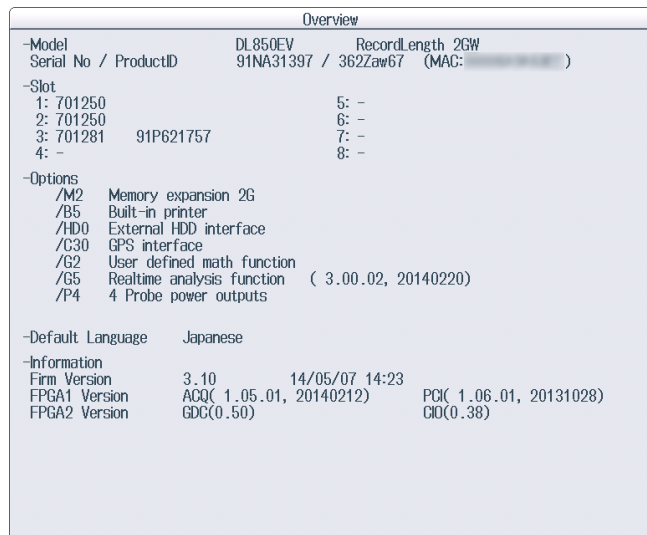 Overview
-Model DL850EV RecordLength 2GW
Serial No / ProductID 91NA31397 / 362Zaw67 (MAC: )
-Slot
1: 701250 5: -
2: 701250 6: -
3: 701281 91P621757 7: -
4: - 8: -
-Options
/M2 Memory expansion 2G
/B5 Built-in printer
/HD0 External HDD interface
/C30 GPS interface
/G2 User defined math function
/G5 Realtime analysis function ( 3.00.02, 20140220)
/P4 4 Probe power outputs
-Default Language Japanese
-Information
Firm Version 3.10 14/05/07 14:23
FPGA1 Version ACQ( 1.05.01, 20140212) PCI( 1.06.01, 20131028)
FPGA2 Version GDC(0.50) CIO(0.38)